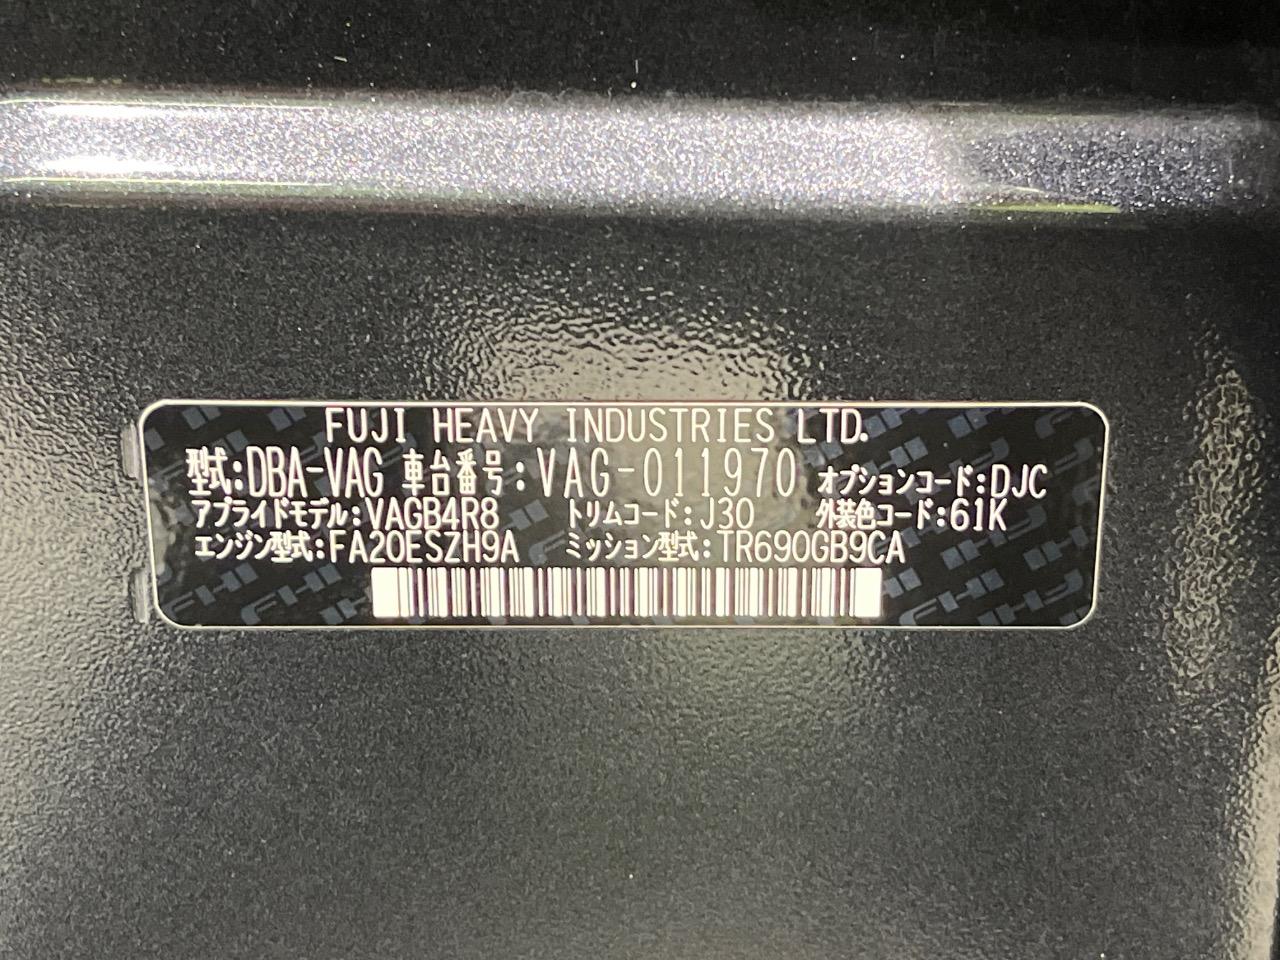 FUJI HEAVY INDUSTRIES LTD.
型式:DBA-VAG 車台番号:VAG-011970 オプションコード:DJC
アプライドモデル:VAGB4R8 トリムコード:J30 外装色コード:61K
エンジン型式:FA20ESZH9A ミッション型式:TR690GB9CA